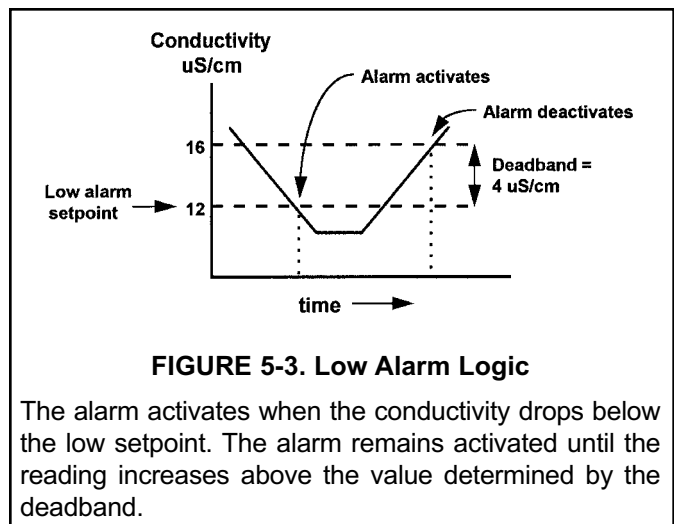 Conductivity
uS/cm
Alarm activates
Alarm deactivates
16
Deadband =
4 uS/cm
Low alarm
setpoint
12
time
FIGURE 5-3. Low Alarm Logic
The alarm activates when the conductivity drops below
the low setpoint. The alarm remains activated until the
reading increases above the value determined by the
deadband.